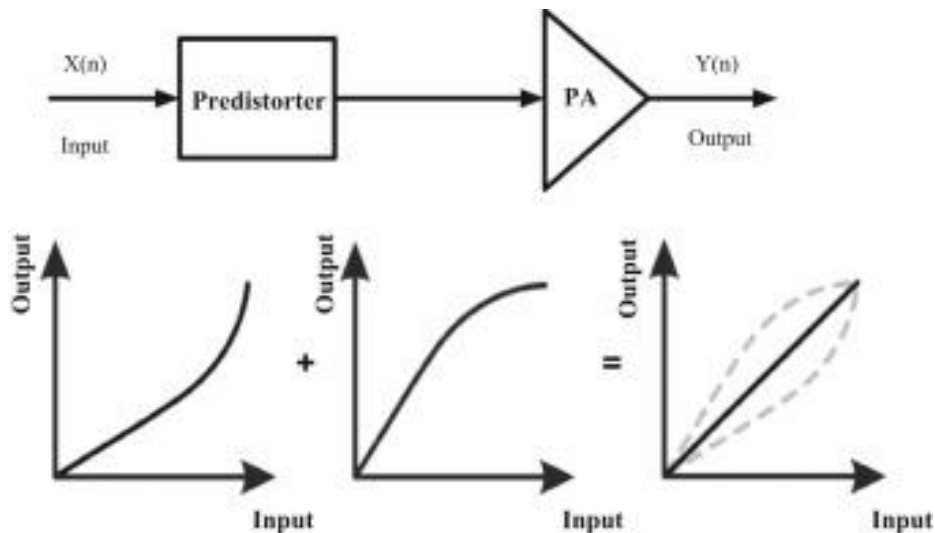 X(n)
Input
Predistorter
PA
Y(n)
Output
Output
Input
+
Output
Input
=
Output
Input